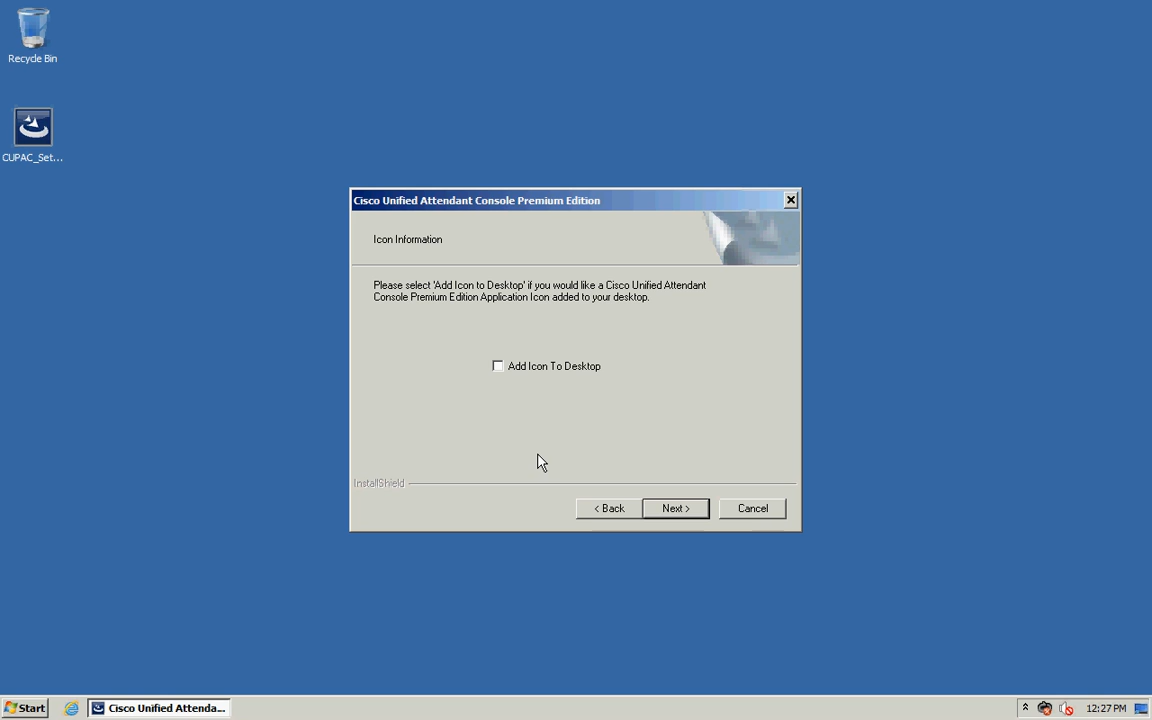 Recycle Bin
CUPAC_Set...
Cisco Unified Attendant Console Premium Edition
Icon Information
Please select 'Add Icon to Desktop' if you would like a Cisco Unified Attendant
Console Premium Edition Application Icon added to your desktop.
Add Icon To Desktop
InstallShield
< Back
Next >
Cancel
Start
Cisco Unified Attenda...
12:27 PM